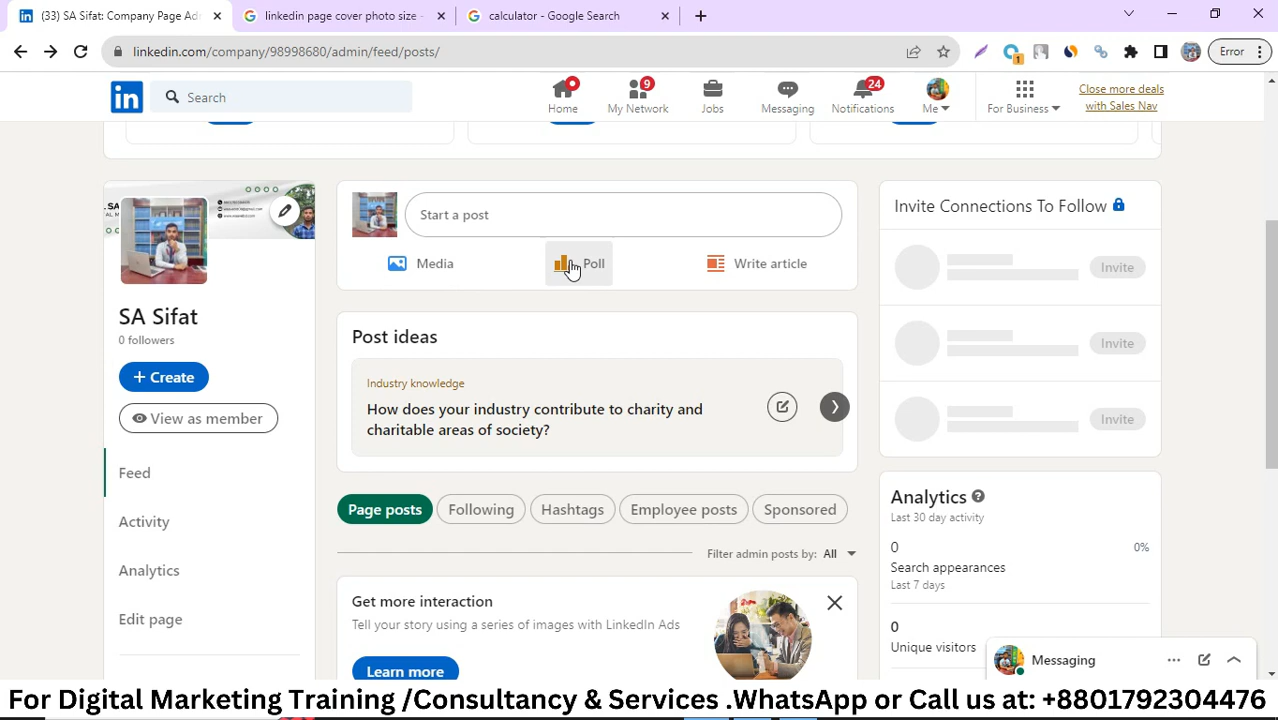 (33) SA Sifat: Company Page Ad
linkedin page cover photo size -
calculator - Google Search
linkedin.com/company/98998680/admin/feed/posts/
1
Error
in
Search
Home
9
My Network
Jobs
Messaging
24
Notifications
Me
For Business
Close more deals
with Sales Nav
SA Sifat
0 followers
+ Create
View as member
Feed
Activity
Analytics
Edit page
Start a post
Media
Poll
Write article
Post ideas
Industry knowledge
How does your industry contribute to charity and
charitable areas of society?
Page posts
Following
Hashtags
Employee posts
Sponsored
Filter admin posts by: All
Get more interaction
Tell your story using a series of images with LinkedIn Ads
Learn more
Invite Connections To Follow
Invite
Invite
Invite
Analytics
Last 30 day activity
0
0%
Search appearances
Last 7 days
0
Unique visitors
Messaging
For Digital Marketing Training /Consultancy & Services .WhatsApp or Call us at: +8801792304476